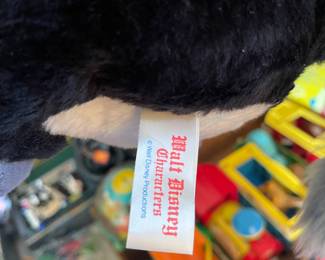 Walt Disney
Characters
© Walt Disney Productions